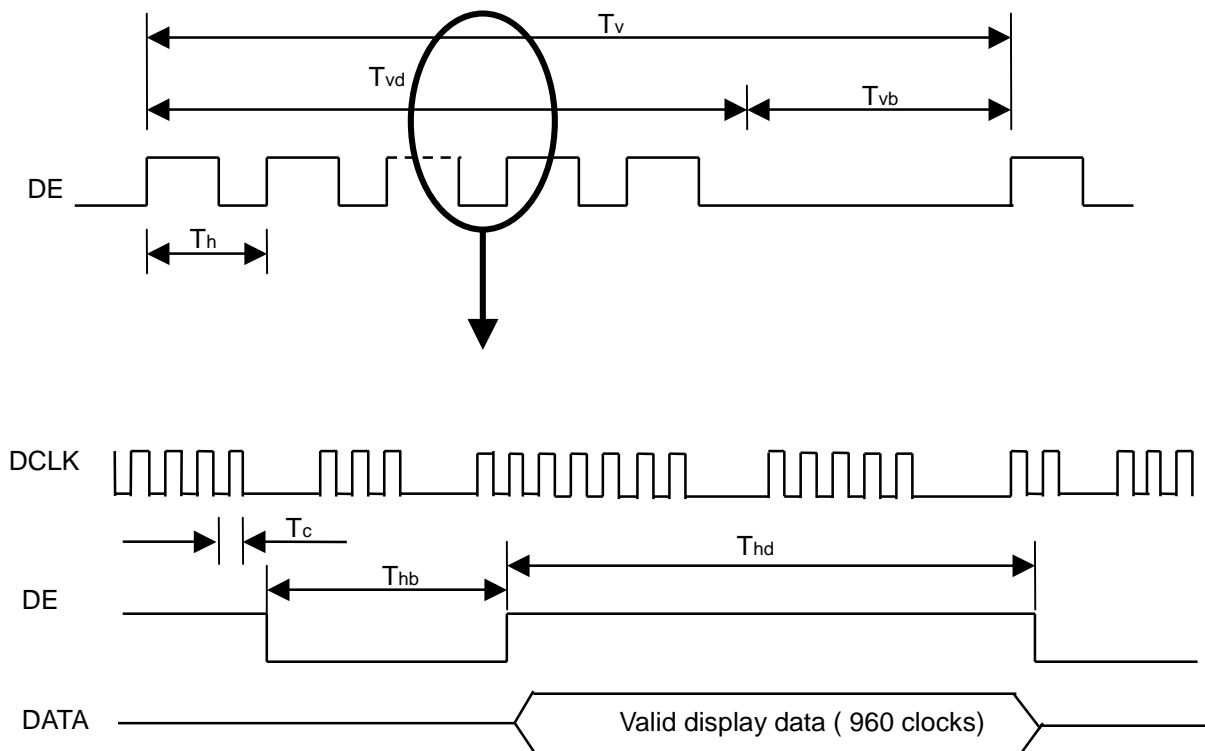 Tv
Tvd
Tvb
DE
Th
DCLK
Tc
Thd
Thb
DE
DATA
Valid display data ( 960 clocks)